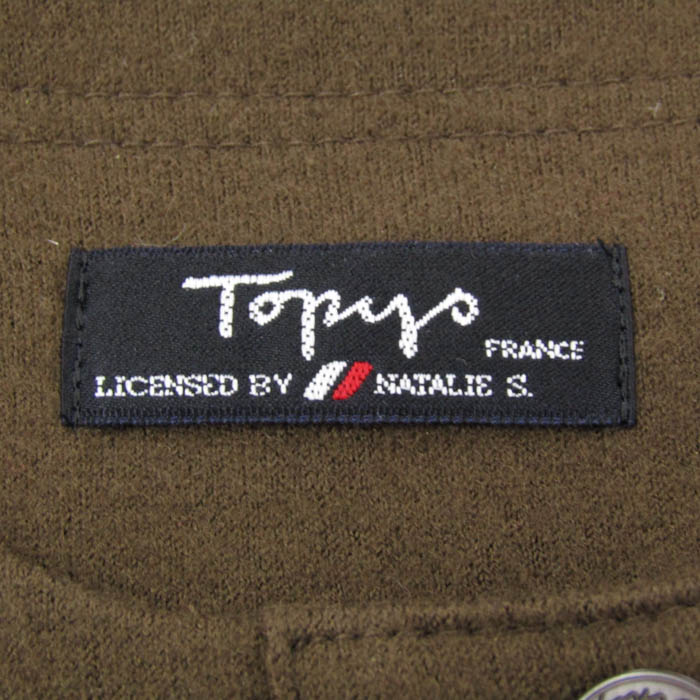 Topys
FRANCE
LICENSED BY NATALIE S.